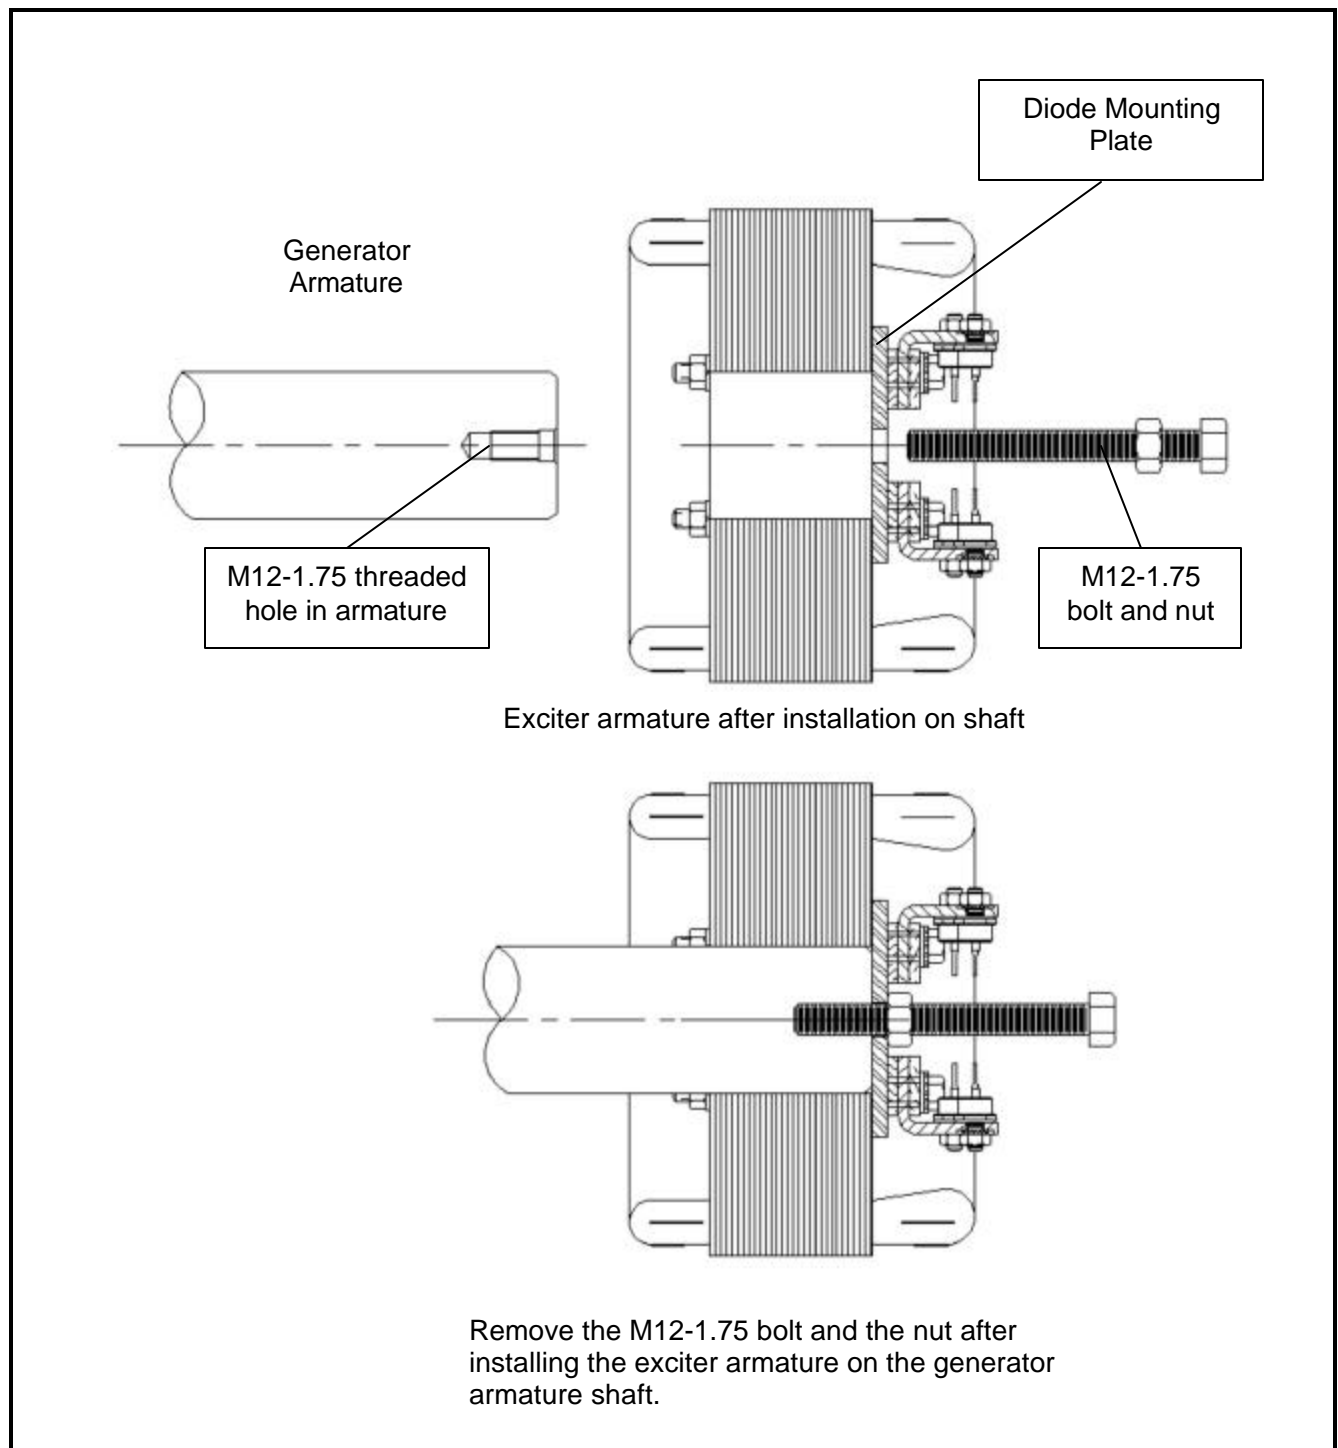 Diode Mounting
Plate
Generator
Armature
M12-1.75 threaded
hole in armature
M12-1.75
bolt and nut
Exciter armature after installation on shaft
Remove the M12-1.75 bolt and the nut after
installing the exciter armature on the generator
armature shaft.